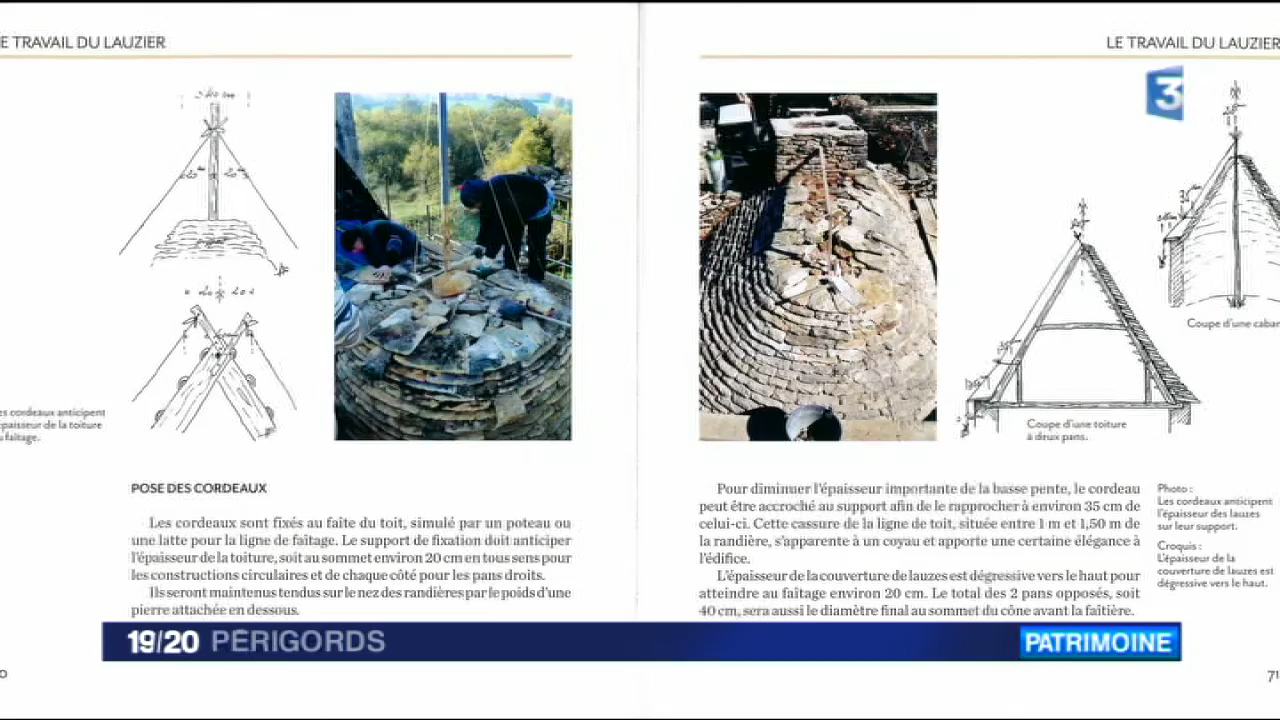 E TRAVAIL DU LAUZIER
es cordeaux anticipent
épaisseur de la toiture
u faîtage.
POSE DES CORDEAUX
Les cordeaux sont fixés au faîte du toit, simulé par un poteau ou
une latte pour la ligne de faîtage. Le support de fixation doit anticiper
l'épaisseur de la toiture, soit au sommet environ 20 cm en tous sens pour
les constructions circulaires et de chaque côté pour les pans droits.
Ils seront maintenus tendus sur le nez des randières par le poids d'une
pierre attachée en dessous.
0
LE TRAVAIL DU LAUZIER
3
Coupe d'une caban
Coupe d'une toiture
à deux pans.
Pour diminuer l'épaisseur importante de la basse pente, le cordeau
peut être accroché au support afin de le rapprocher à environ 35 cm de
celui-ci. Cette cassure de la ligne de toit, située entre 1 m et 1,50 m de
la randière, s'apparente à un coyau et apporte une certaine élégance à
l'édifice.
L'épaisseur de la couverture de lauzes est dégressive vers le haut pour
atteindre au faîtage environ 20 cm. Le total des 2 pans opposés, soit
40 cm, sera aussi le diamètre final au sommet du cône avant la faîtière.
Photo :
Les cordeaux anticipent
l'épaisseur des lauzes
sur leur support.
Croquis :
L'épaisseur de la
couverture de lauzes est
dégressive vers le haut.
71
19/20 PÉRIGORDS
PATRIMOINE